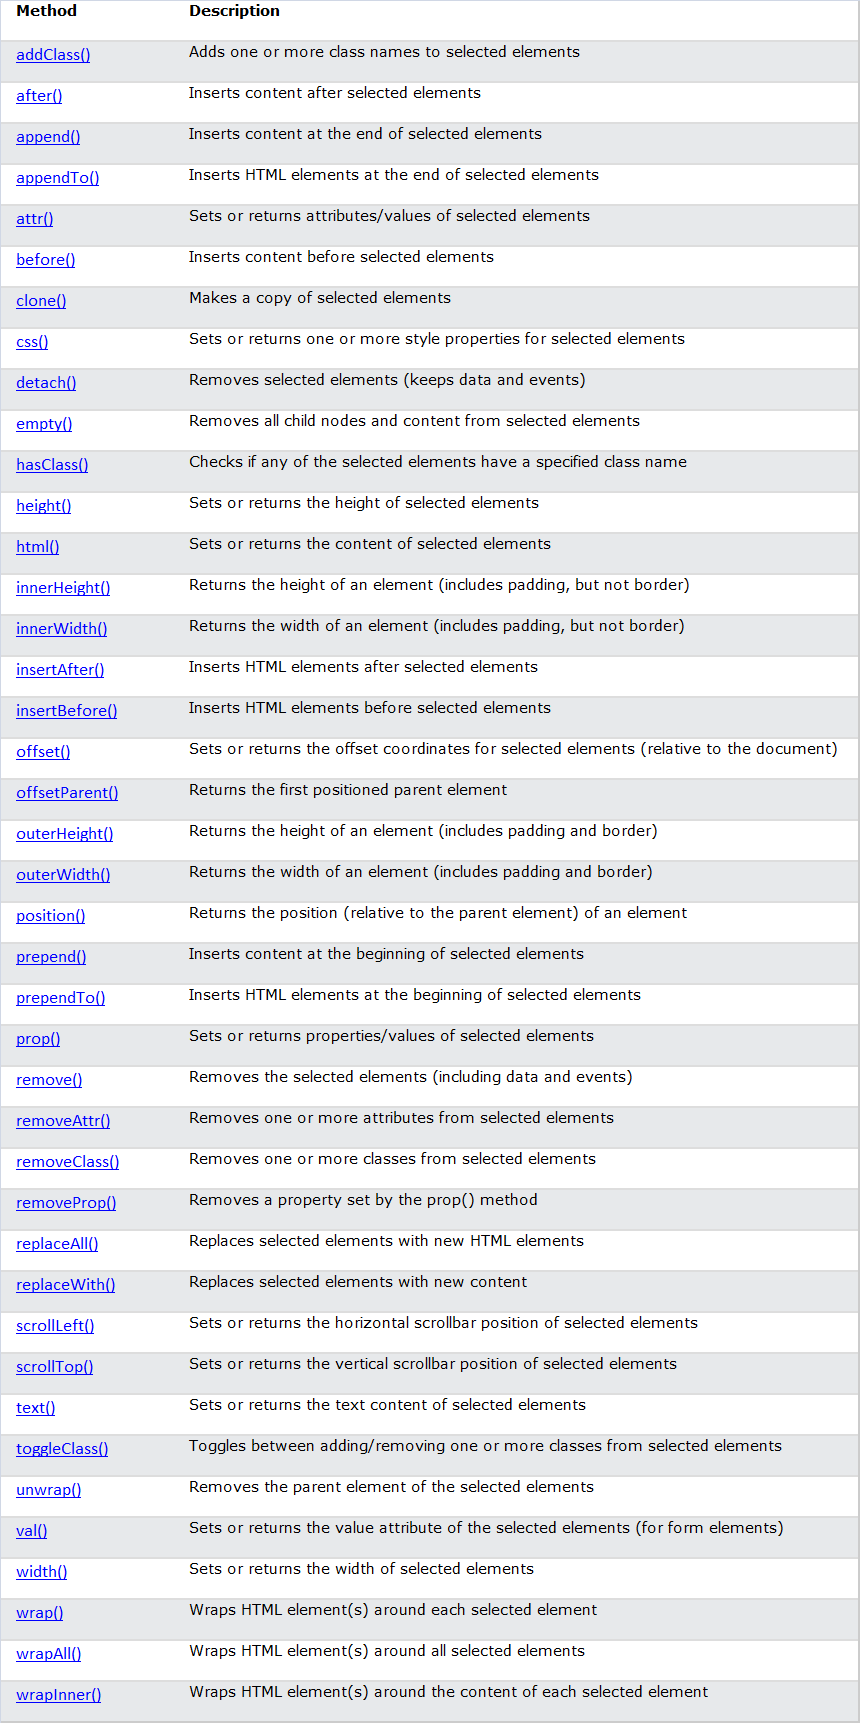 Method Description
addClass() Adds one or more class names to selected elements
after() Inserts content after selected elements
append() Inserts content at the end of selected elements
appendTo() Inserts HTML elements at the end of selected elements
attr() Sets or returns attributes/values of selected elements
before() Inserts content before selected elements
clone() Makes a copy of selected elements
css() Sets or returns one or more style properties for selected elements
detach() Removes selected elements (keeps data and events)
empty() Removes all child nodes and content from selected elements
hasClass() Checks if any of the selected elements have a specified class name
height() Sets or returns the height of selected elements
html() Sets or returns the content of selected elements
innerHeight() Returns the height of an element (includes padding, but not border)
innerWidth() Returns the width of an element (includes padding, but not border)
insertAfter() Inserts HTML elements after selected elements
insertBefore() Inserts HTML elements before selected elements
offset() Sets or returns the offset coordinates for selected elements (relative to the document)
offsetParent() Returns the first positioned parent element
outerHeight() Returns the height of an element (includes padding and border)
outerWidth() Returns the width of an element (includes padding and border)
position() Returns the position (relative to the parent element) of an element
prepend() Inserts content at the beginning of selected elements
prependTo() Inserts HTML elements at the beginning of selected elements
prop() Sets or returns properties/values of selected elements
remove() Removes the selected elements (including data and events)
removeAttr() Removes one or more attributes from selected elements
removeClass() Removes one or more classes from selected elements
removeProp() Removes a property set by the prop() method
replaceAll() Replaces selected elements with new HTML elements
replaceWith() Replaces selected elements with new content
scrollLeft() Sets or returns the horizontal scrollbar position of selected elements
scrollTop() Sets or returns the vertical scrollbar position of selected elements
text() Sets or returns the text content of selected elements
toggleClass() Toggles between adding/removing one or more classes from selected elements
unwrap() Removes the parent element of the selected elements
val() Sets or returns the value attribute of the selected elements (for form elements)
width() Sets or returns the width of selected elements
wrap() Wraps HTML element(s) around each selected element
wrapAll() Wraps HTML element(s) around all selected elements
wrapInner() Wraps HTML element(s) around the content of each selected element